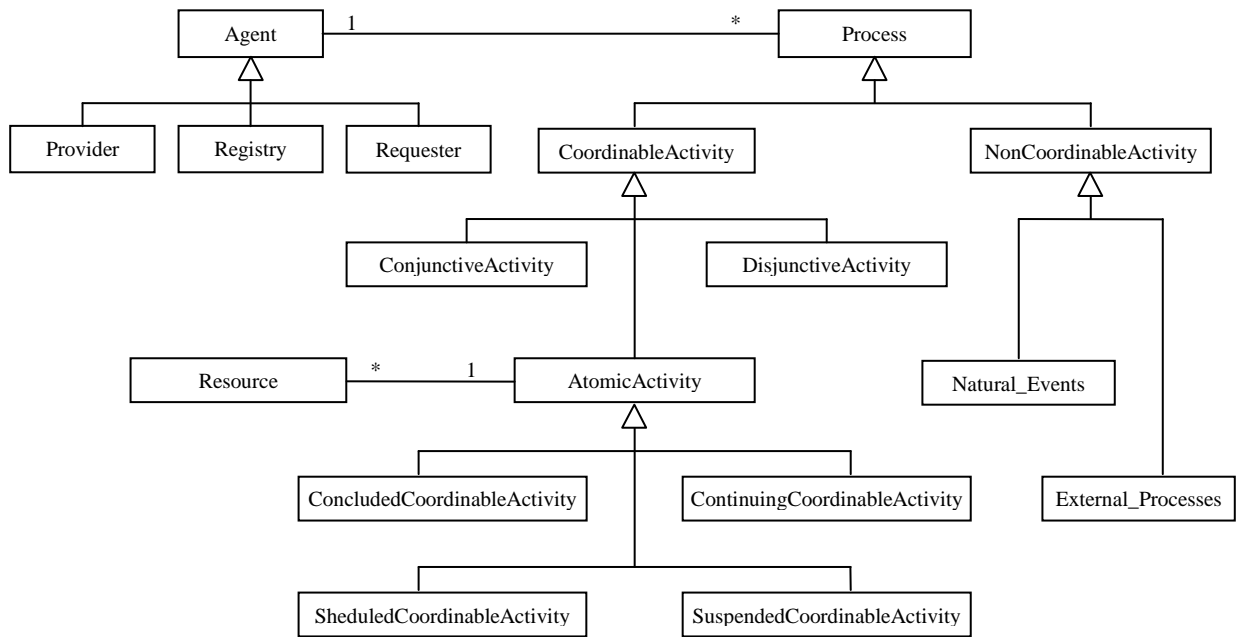 Agent
1
*
Process
Provider
Registry
Requester
CoordinableActivity
NonCoordinableActivity
ConjunctiveActivity
DisjunctiveActivity
Resource
*
1
AtomicActivity
Natural_Events
ConcludedCoordinableActivity
ContinuingCoordinableActivity
External_Processes
SheduledCoordinableActivity
SuspendedCoordinableActivity